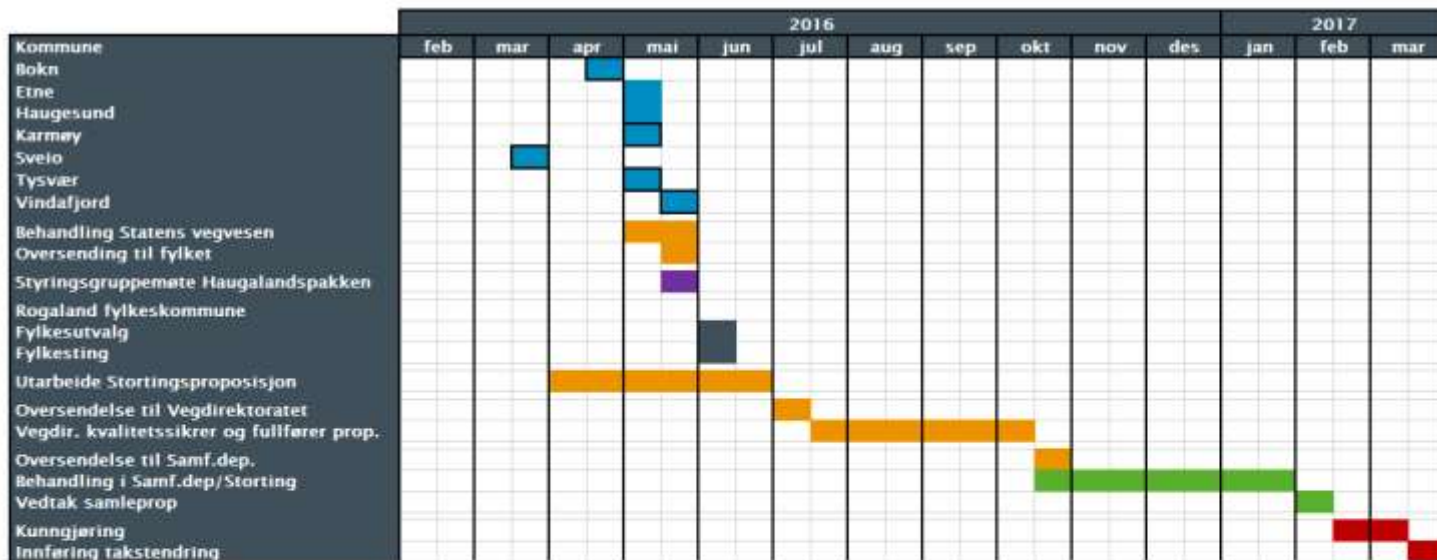 2016 2017
Kommune feb mar apr mai jun jul aug sep okt nov des jan feb mar
Bokn
Etne
Haugesund
Karmøy
Sveio
Tysvær
Vindafjord
Behandling Statens vegvesen
Oversending til fylket
Styringsgruppemøte Haugalandspakken
Rogaland fylkeskommune
Fylkesutvalg
Fylkesting
Utarbeide Stortingsproposisjon
Oversendelse til Vegdirektoratet
Vegdir. kvalitetssikrer og fullfører prop.
Oversendelse til Samf.dep.
Behandling i Samf.dep/Storting
Vedtak samleprop
Kunngjøring
Innføring takstendring